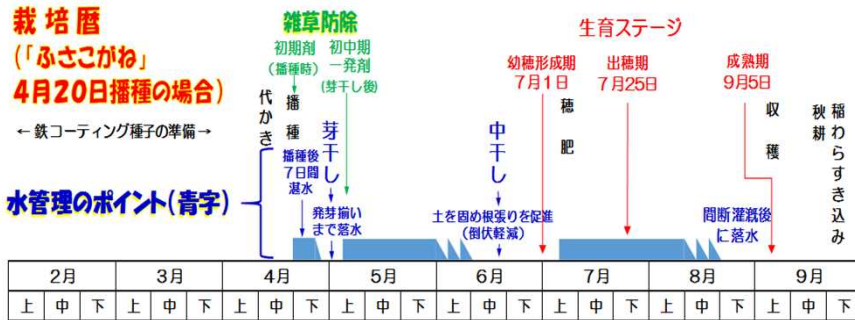 栽培暦
(「ふさこがね」
4月20日播種の場合)
← 鉄コーティング種子の準備 →
水管理のポイント(青字)
雑草防除
初期剤
(播種時)
初中期
一発剤
(芽干し後)
生育ステージ
幼穂形成期
7月1日
出穂期
7月25日
成熟期
9月5日
代かき
播種
芽干し
中干し
穂肥
収穫
秋耕
稲わらすき込み
播種後
7日間
湛水
発芽揃い
まで落水
土を固め根張りを促進
(倒伏軽減)
間断灌漑後
に落水
2月 3月 4月 5月 6月 7月 8月 9月
上 中 下 上 中 下 上 中 下 上 中 下 上 中 下 上 中 下 上 中 下 上 中 下